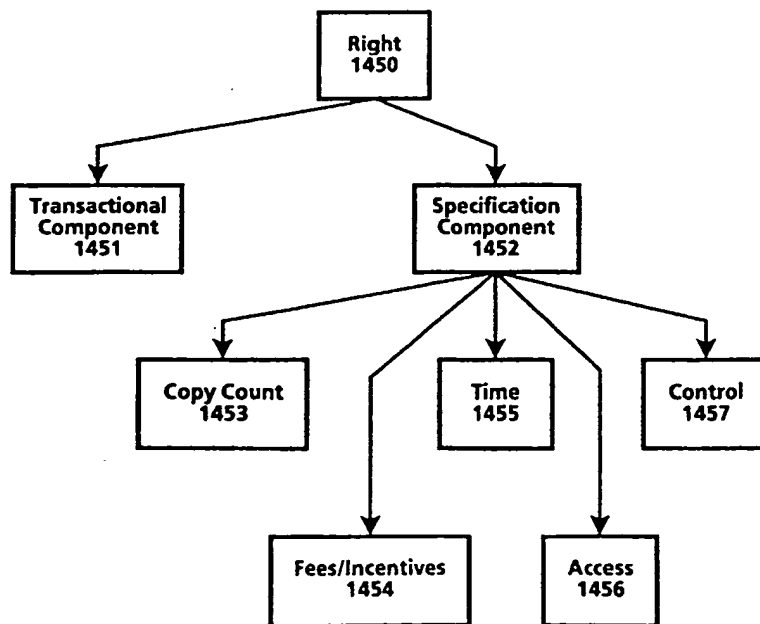 Right
1450
Transactional
Component
1451
Specification
Component
1452
Copy Count
1453
Time
1455
Control
1457
Fees/Incentives
1454
Access
1456